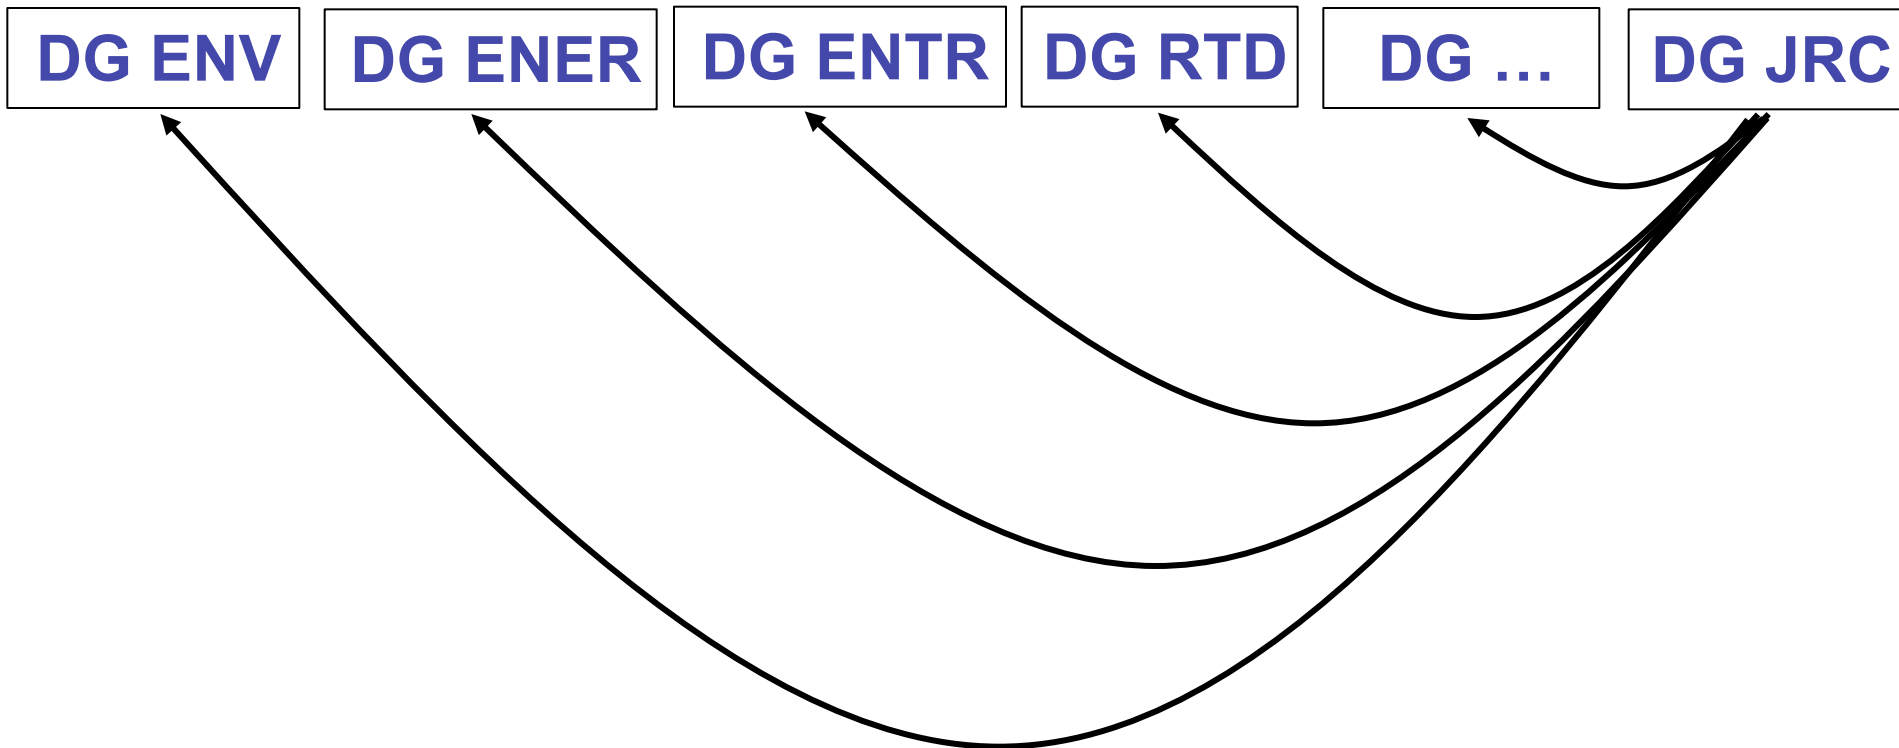 DG ENV
DG ENER
DG ENTR
DG RTD
DG …
DG JRC